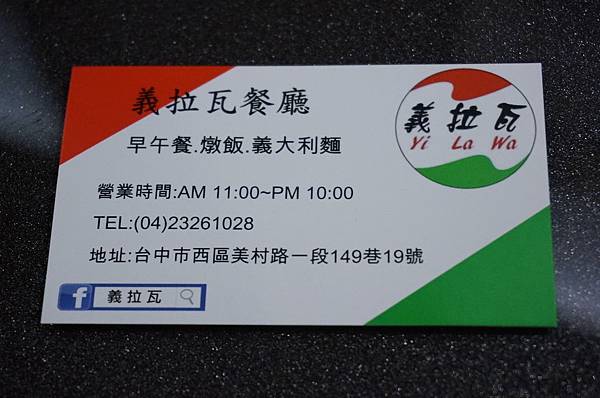 義拉瓦餐廳
義拉瓦
Yi La Wa
早午餐.燉飯.義大利麵
營業時間:AM 11:00~PM 10:00
TEL:(04)23261028
地址:台中市西區美村路一段149巷19號
f 義拉瓦